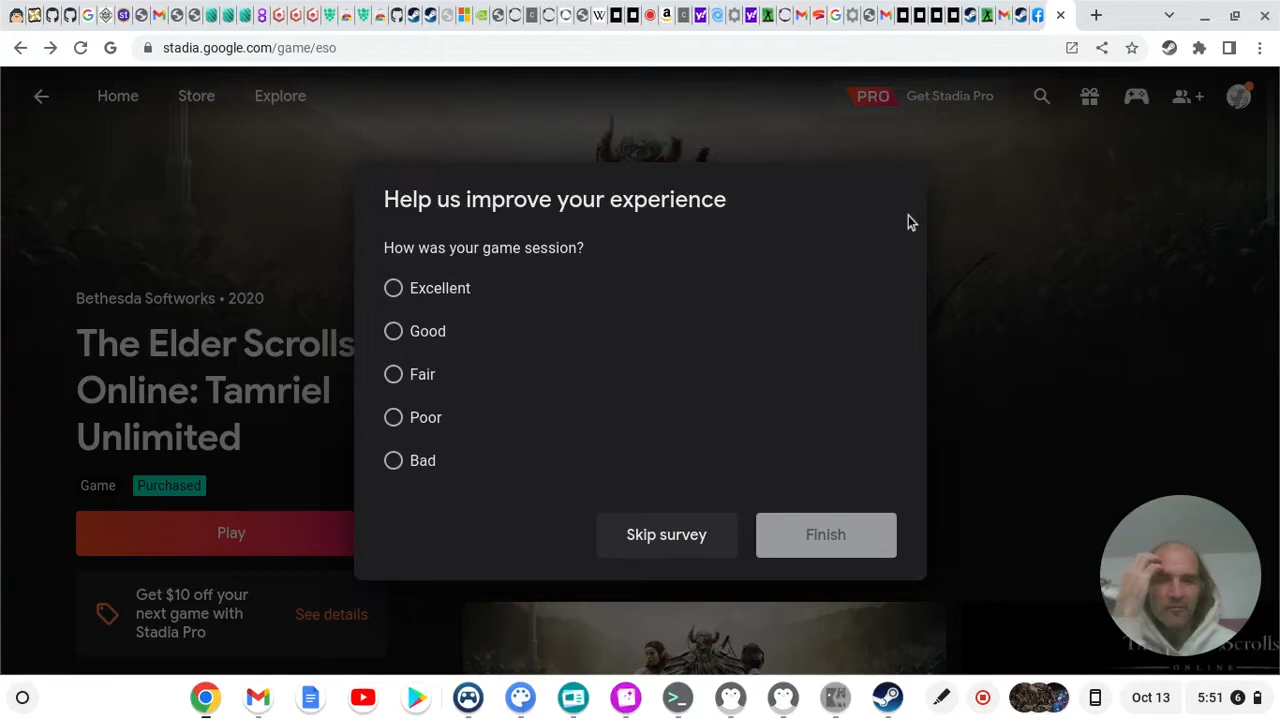 stadia.google.com/game/eso
Home Store Explore
PRO Get Stadia Pro
Help us improve your experience
How was your game session?
Excellent
Good
Fair
Poor
Bad
Skip survey Finish
Bethesda Softworks • 2020
The Elder Scrolls
Online: Tamriel
Unlimited
Game Purchased
Play
Get $10 off your
next game with
Stadia Pro
See details
Scrolls
ONLINE
Oct 13 5:51 6